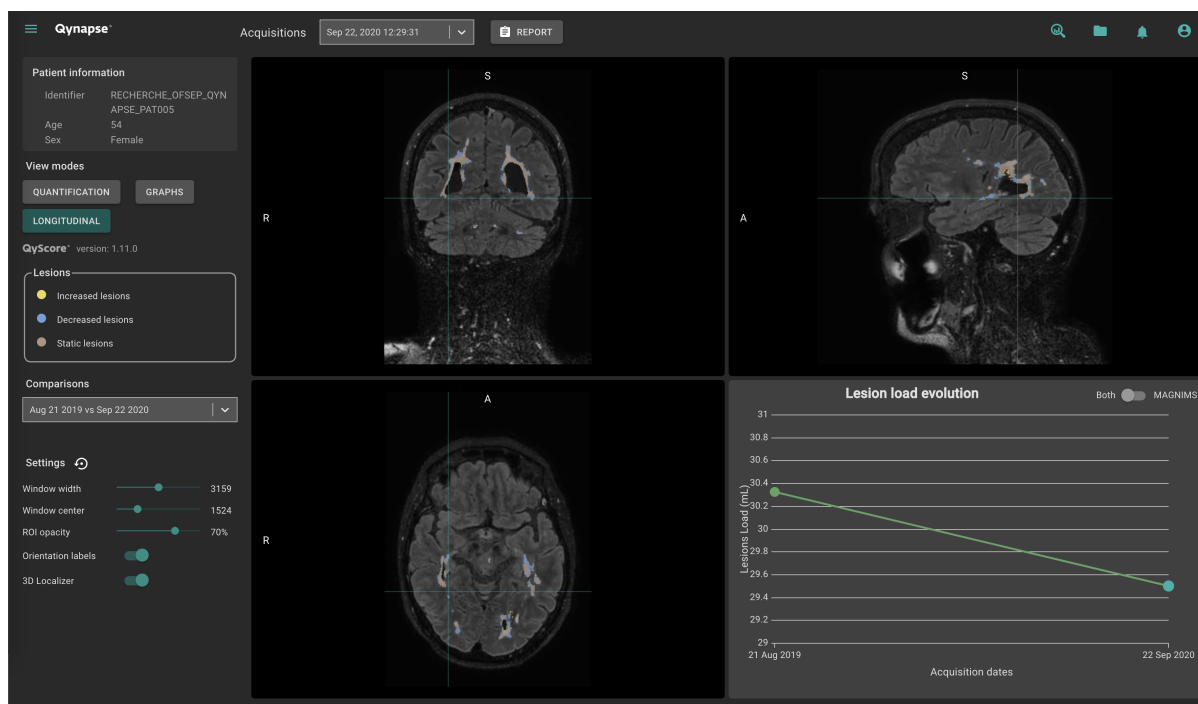 Qynapse
Acquisitions
Sep 22, 2020 12:29:31
REPORT
Patient information
Identifier RECHERCHE_OFSEP_QYN
APSE_PAT005
Age 54
Sex Female
View modes
QUANTIFICATION
GRAPHS
LONGITUDINAL
QyScore version: 1.11.0
Lesions
Increased lesions
Decreased lesions
Static lesions
Comparisons
Aug 21 2019 vs Sep 22 2020
Settings
Window width 3159
Window center 1524
ROI opacity 70%
Orientation labels
3D Localizer
S
R
S
A
A
R
Lesion load evolution
Both MAGNIMS
Lesions Load (mL)
31
30.8
30.6
30.4
30.2
30
29.8
29.6
29.4
29.2
29
21 Aug 2019
22 Sep 2020
Acquisition dates